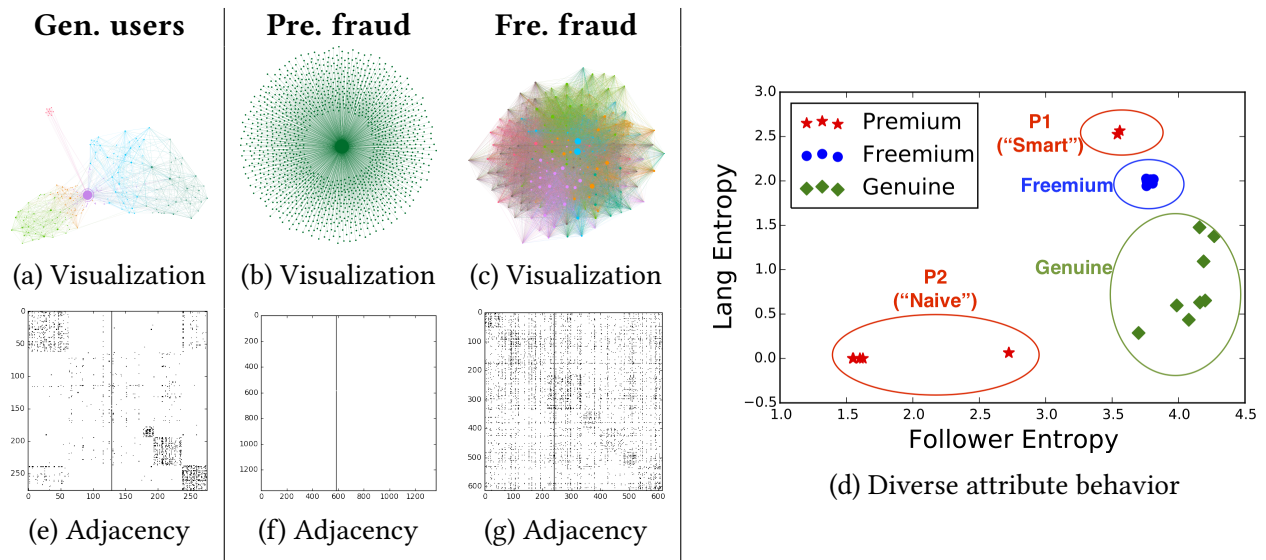 Gen. users
Pre. fraud
Fre. fraud
(a) Visualization
(b) Visualization
(c) Visualization
0
50
100
150
200
250
0 50 100 150 200 250
(e) Adjacency
0
200
400
600
800
1000
1200
0 200 400 600 800 1000 1200
(f) Adjacency
0
100
200
300
400
500
600
0 100 200 300 400 500 600
(g) Adjacency
Lang Entropy
3.0
2.5
2.0
1.5
1.0
0.5
0.0
−0.5
Premium
Freemium
Genuine
P1
("Smart")
Freemium
Genuine
P2
("Naive")
1.0 1.5 2.0 2.5 3.0 3.5 4.0 4.5
Follower Entropy
(d) Diverse attribute behavior